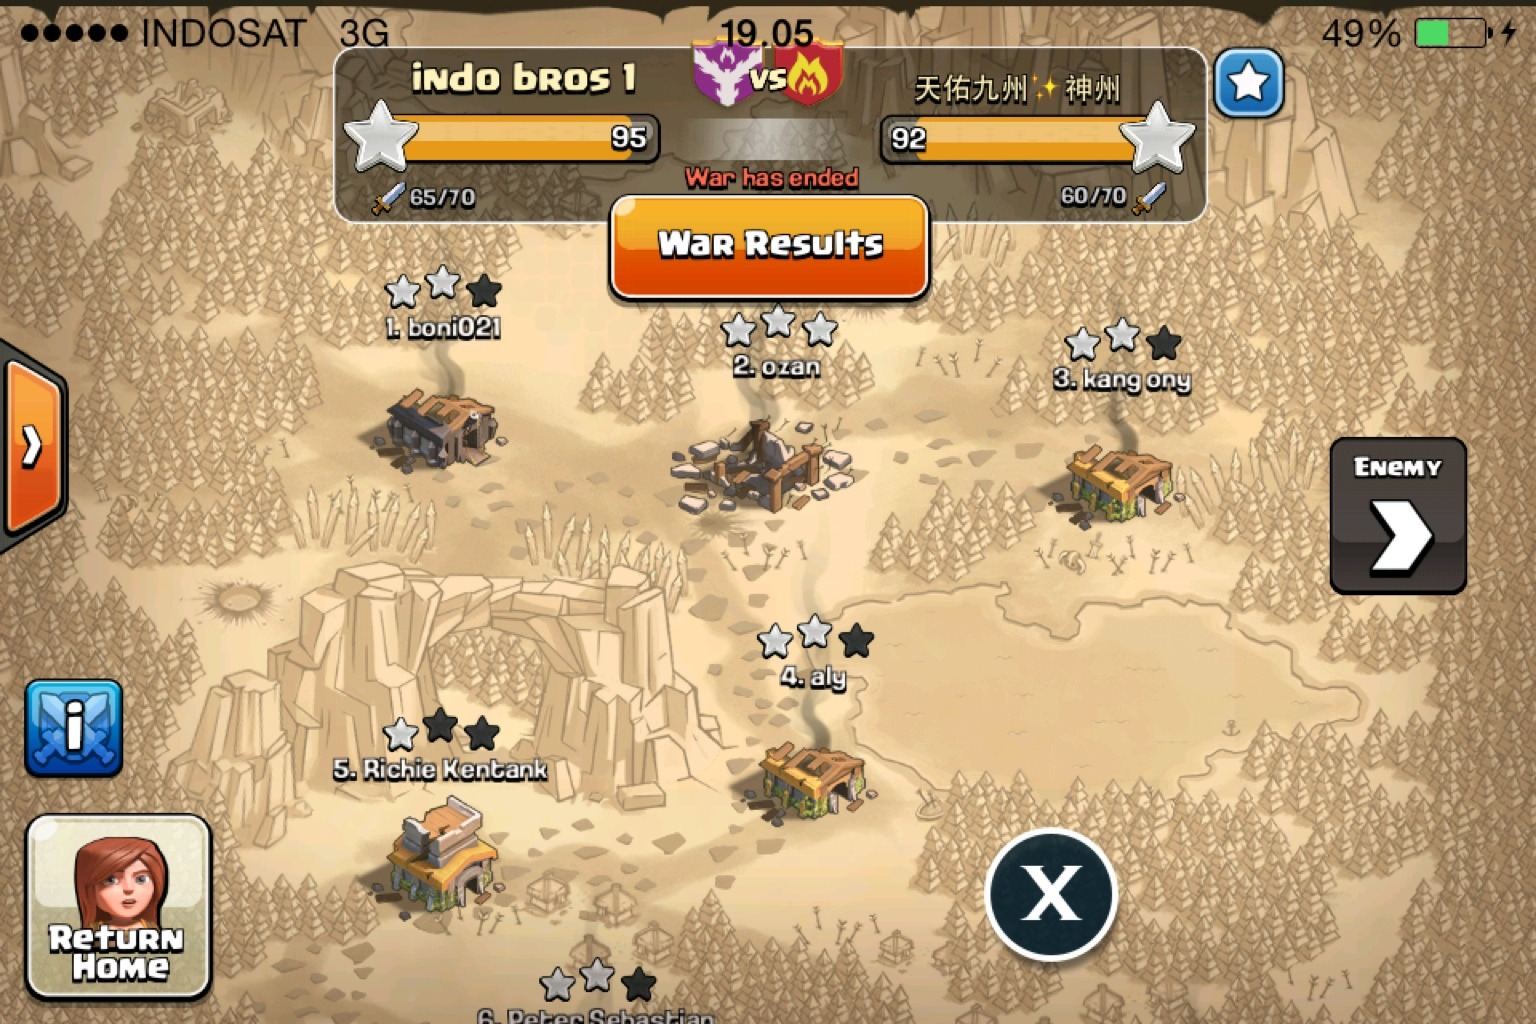 INDOSAT 3G
19.05
49%
indo bros 1
vs
天佑九州✨神州
95
92
War has ended
65/70
60/70
War Results
1. boni021
2. ozan
3. kang ony
Enemy
4. aly
5. Richie Kentank
i
X
Return
Home
6. Peter Sebastian